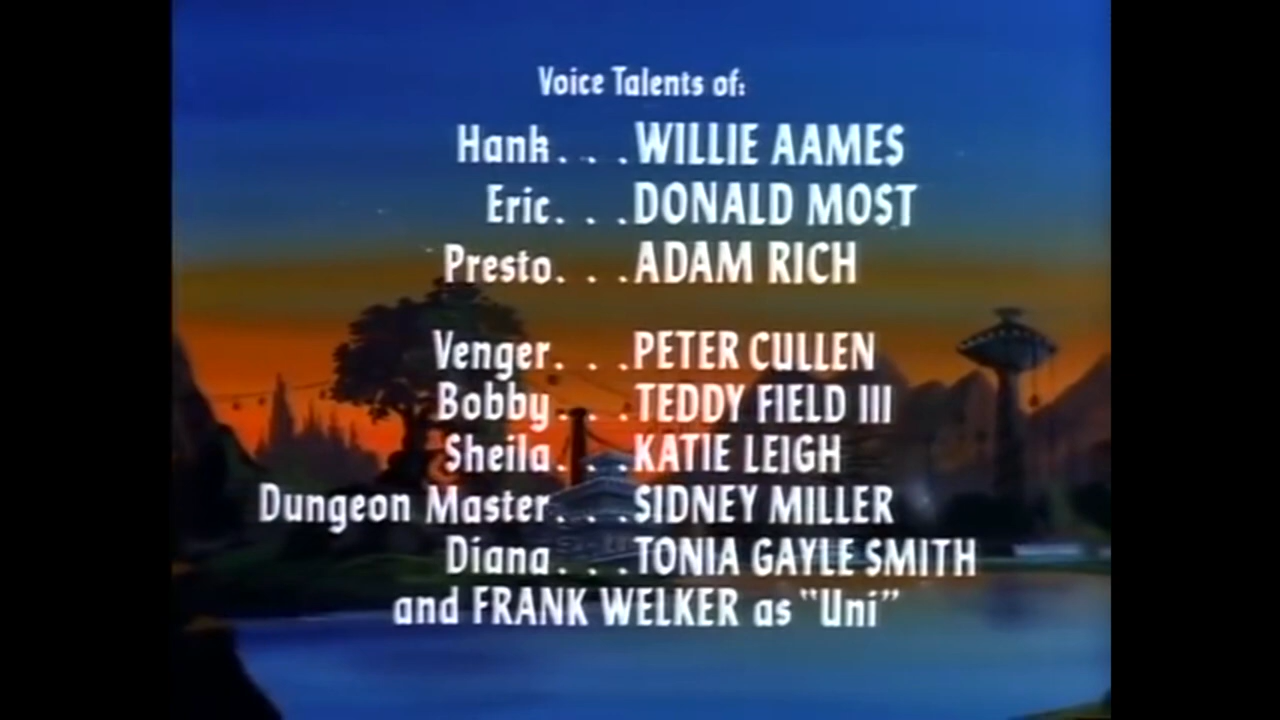 Voice Talents of:
Hank. . .WILLIE AAMES
Eric. . .DONALD MOST
Presto. . .ADAM RICH
Venger. . .PETER CULLEN
Bobby. . .TEDDY FIELD III
Sheila. . .KATIE LEIGH
Dungeon Master. . .SIDNEY MILLER
Diana. . .TONIA GAYLE SMITH
and FRANK WELKER as "Uni"